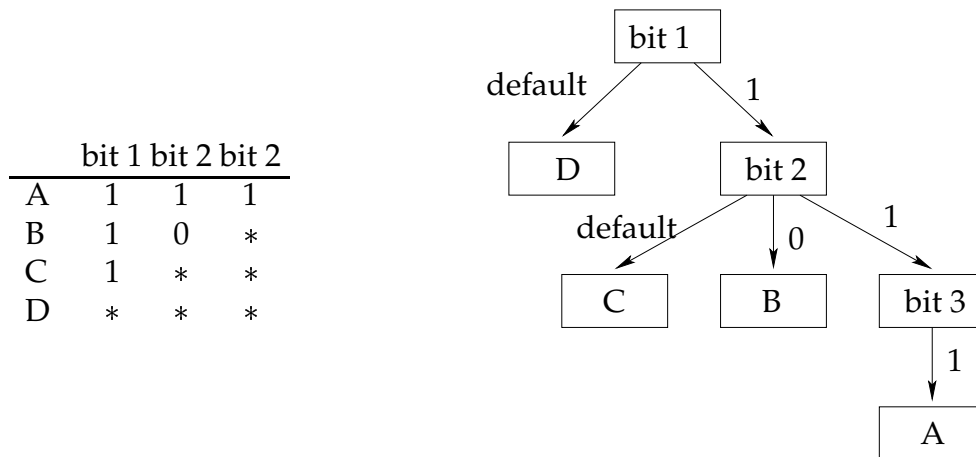 bit 1 bit 2 bit 2
A 1 1 1
B 1 0 *
C 1 * *
D * * *
bit 1
default
1
D
bit 2
default
0
1
C
B
bit 3
1
A